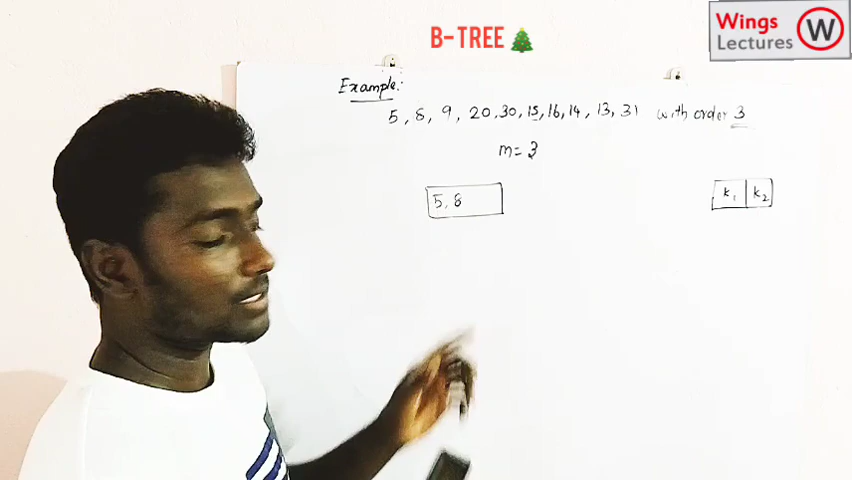 B-TREE🎄
Wings
Lectures W
Example:
5, 8, 9, 20, 30, 15, 16, 14, 13, 31 with order 3
m = 3
5, 8
k1 k2